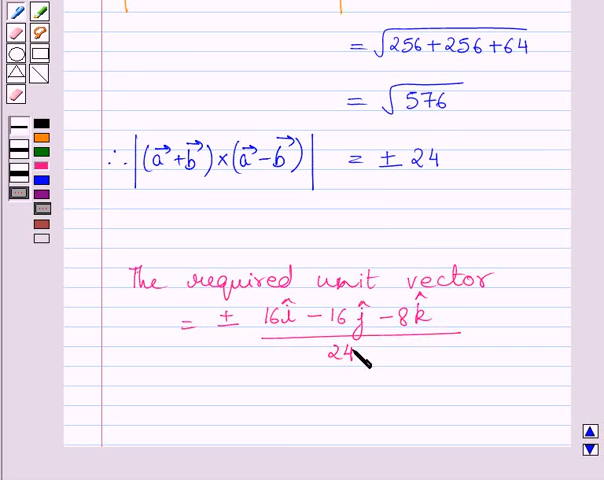 = √256+256+64
= √576
∴ |(a⃗+b⃗)×(a⃗-b⃗)| = ± 24
The required unit vector
= ± 16î - 16ĵ - 8k̂
24